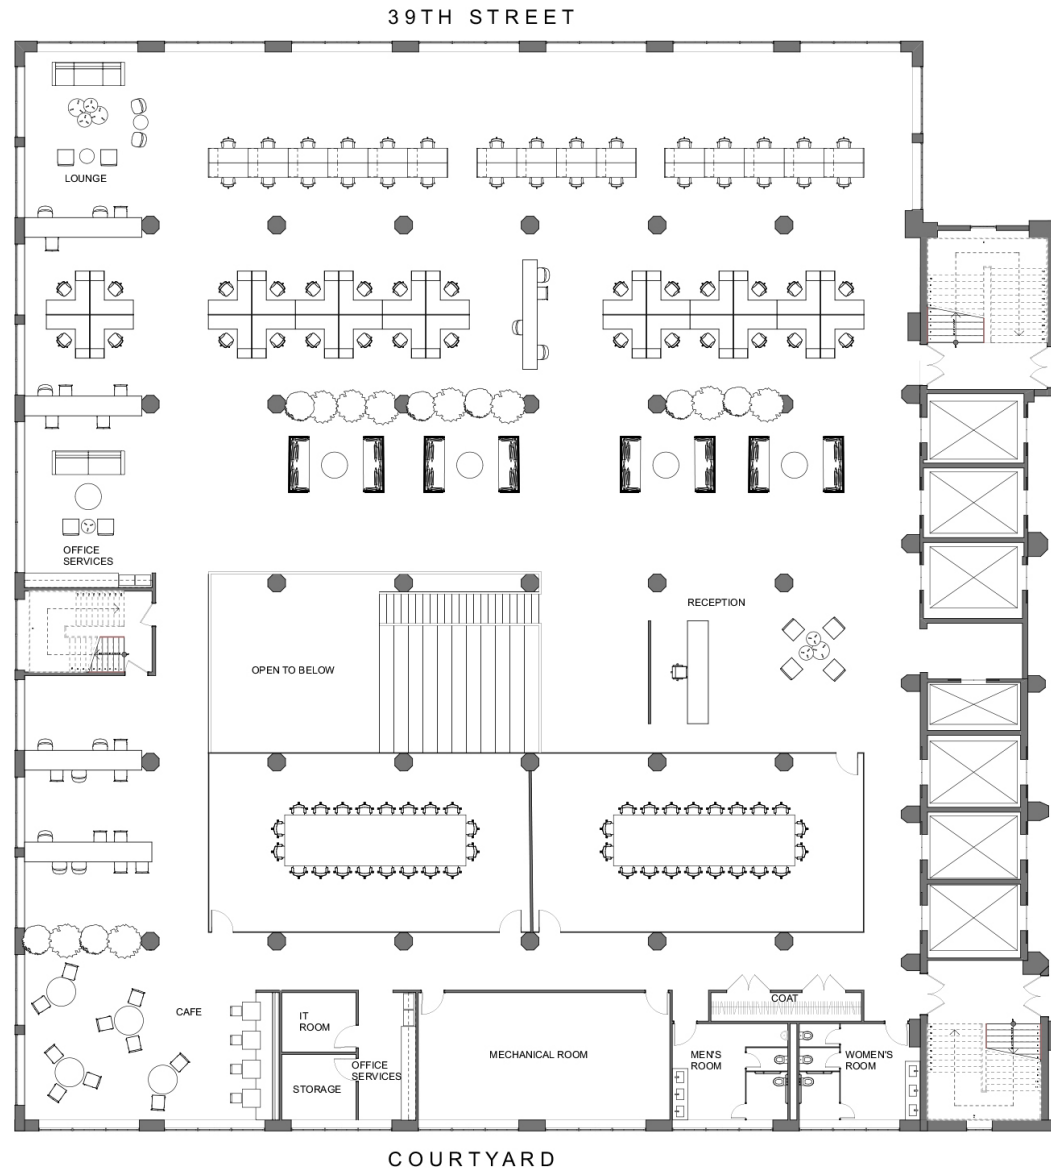 39TH STREET
LOUNGE
OFFICE
SERVICES
RECEPTION
OPEN TO BELOW
CAFE
IT
ROOM
COAT
OFFICE
SERVICES
MECHANICAL ROOM
MEN'S
ROOM
WOMEN'S
ROOM
STORAGE
COURTYARD